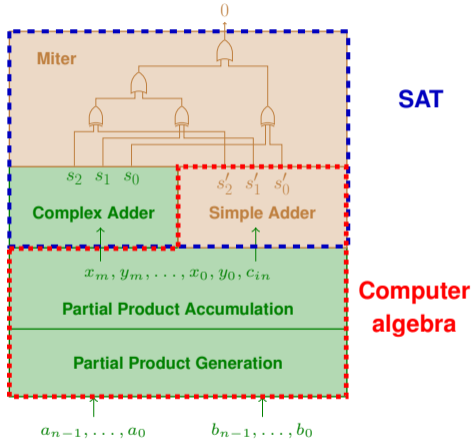 0
Miter
SAT
s₂ s₁ s₀
s′₂ s′₁ s′₀
Complex Adder
Simple Adder
xₘ, yₘ, . . . , x₀, y₀, cᵢₙ
Partial Product Accumulation
Computer
algebra
Partial Product Generation
aₙ₋₁, . . . , a₀
bₙ₋₁, . . . , b₀